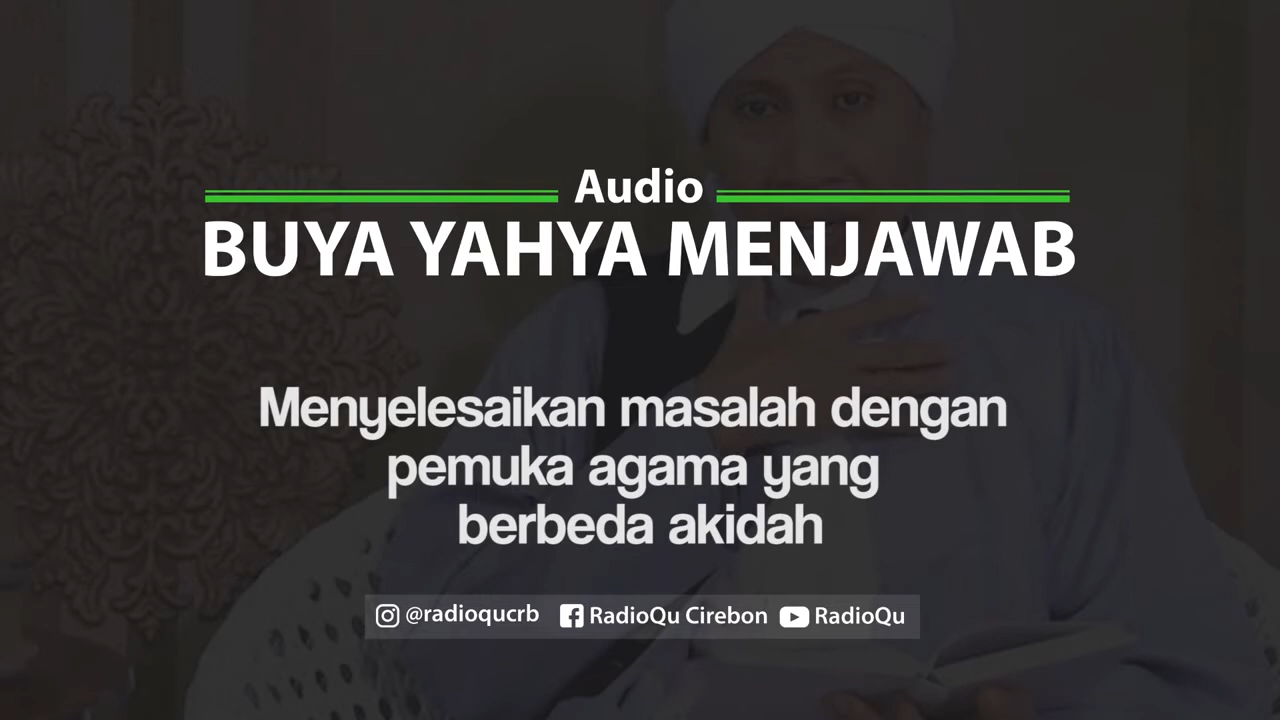 Audio
BUYA YAHYA MENJAWAB
Menyelesaikan masalah dengan
pemuka agama yang
berbeda akidah
@radioqucrb RadioQu Cirebon RadioQu